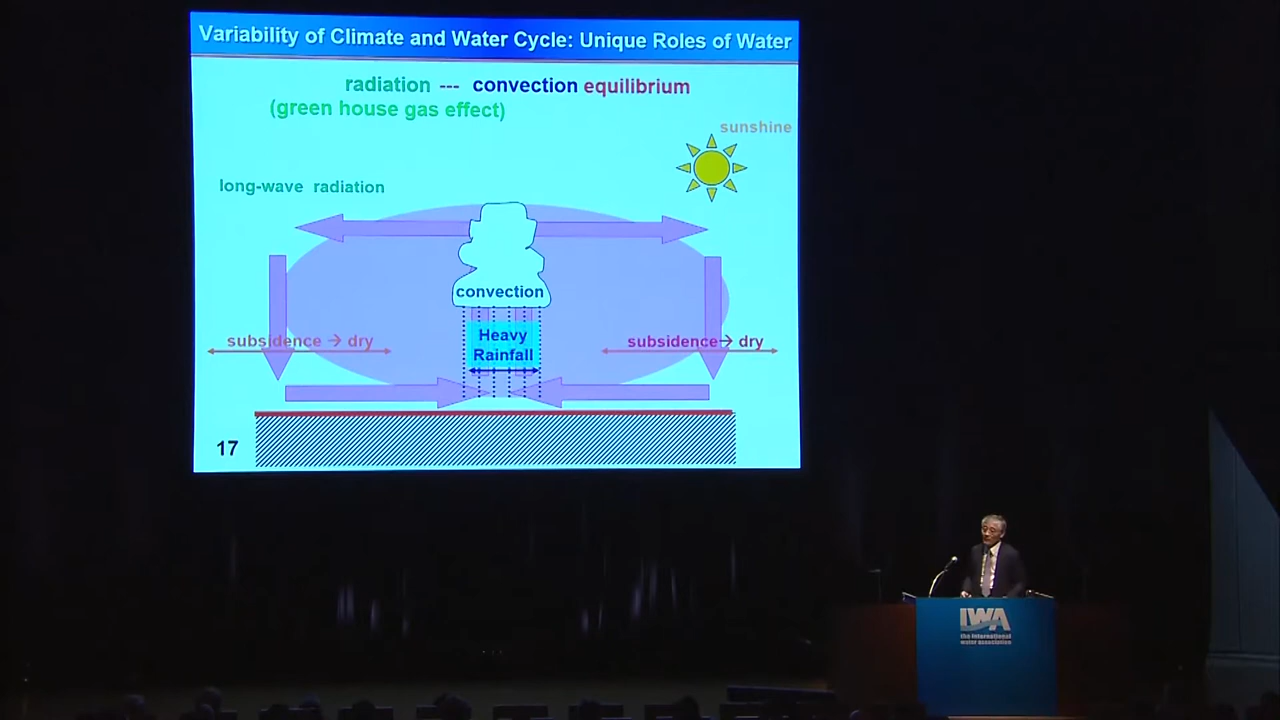 Variability of Climate and Water Cycle: Unique Roles of Water
radiation --- convection equilibrium
(green house gas effect)
sunshine
long-wave radiation
convection
Heavy
Rainfall
subsidence → dry
subsidence → dry
17
IWA
the international
water association